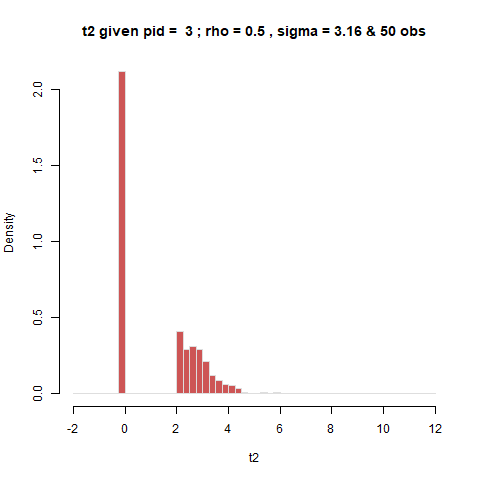 t2 given pid =  3 ; rho = 0.5 , sigma = 3.16 & 50 obs
Density
2.0
1.5
1.0
0.5
0.0
-2 0 2 4 6 8 10 12
t2